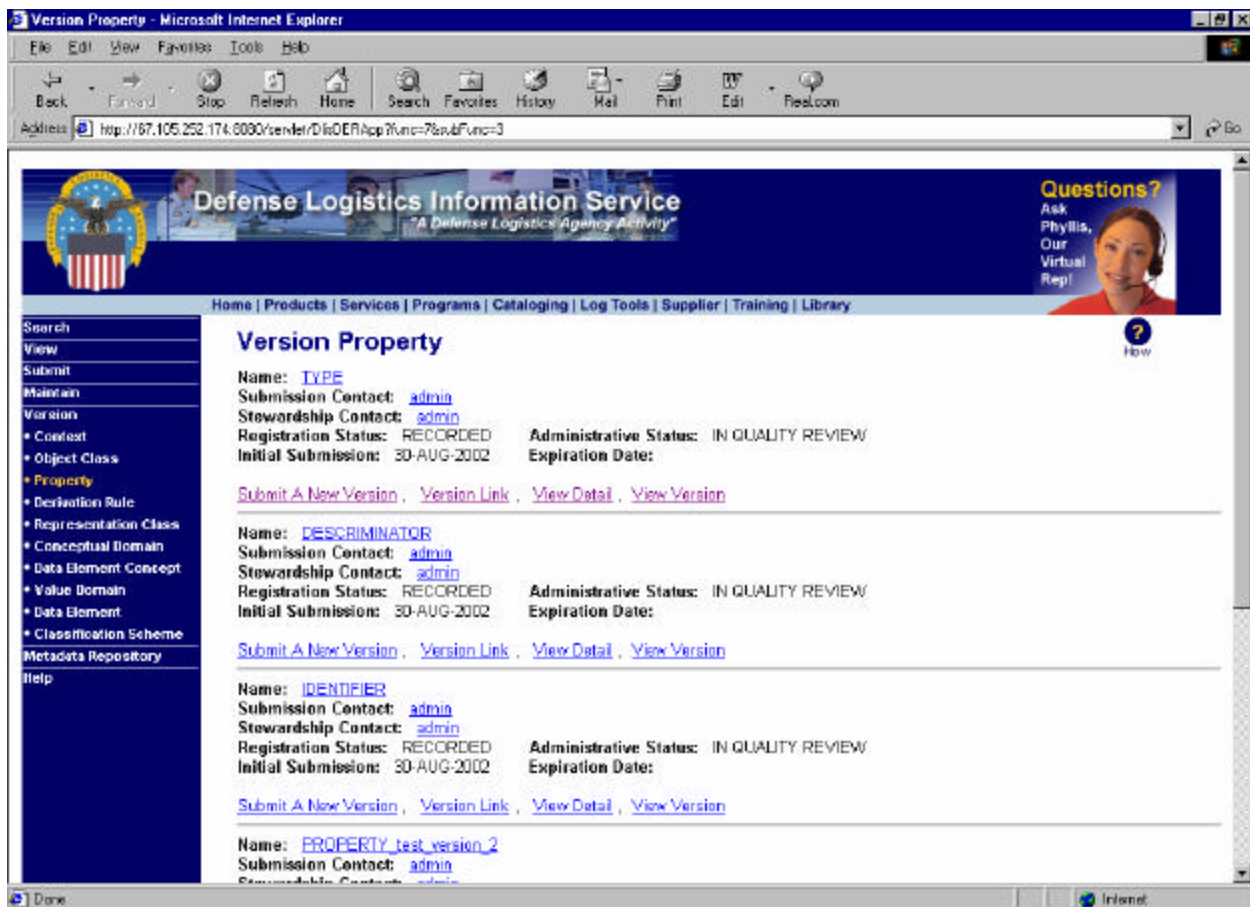 Version Property - Microsoft Internet Explorer
File Edit View Favorites Tools Help
Back Forward Stop Refresh Home Search Favorites History Mail Print Edit Real.com
Address http://67.105.252.174:8080/servlet/DlisDERApp?func=7&subFunc=3 Go
Defense Logistics Information Service
"A Defense Logistics Agency Activity"
Questions?
Ask
Phyllis,
Our
Virtual
Rep!
Home | Products | Services | Programs | Cataloging | Log Tools | Supplier | Training | Library
Search
View
Submit
Maintain
Version
• Context
• Object Class
• Property
• Derivation Rule
• Representation Class
• Conceptual Domain
• Data Element Concept
• Value Domain
• Data Element
• Classification Scheme
Metadata Repository
Help
Version Property
?
How
Name: TYPE
Submission Contact: admin
Stewardship Contact: admin
Registration Status: RECORDED Administrative Status: IN QUALITY REVIEW
Initial Submission: 30-AUG-2002 Expiration Date:
Submit A New Version , Version Link , View Detail , View Version
Name: DESCRIMINATOR
Submission Contact: admin
Stewardship Contact: admin
Registration Status: RECORDED Administrative Status: IN QUALITY REVIEW
Initial Submission: 30-AUG-2002 Expiration Date:
Submit A New Version , Version Link , View Detail , View Version
Name: IDENTIFIER
Submission Contact: admin
Stewardship Contact: admin
Registration Status: RECORDED Administrative Status: IN QUALITY REVIEW
Initial Submission: 30-AUG-2002 Expiration Date:
Submit A New Version , Version Link , View Detail , View Version
Name: PROPERTY_test_version_2
Submission Contact: admin
Stewardship Contact: admin
Done Internet